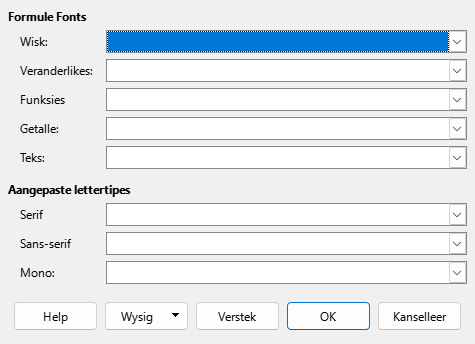 Formule Fonts
Wisk:
Veranderlikes:
Funksies
Getalle:
Teks:
Aangepaste lettertipes
Serif
Sans-serif
Mono:
Help Wysig Verstek OK Kanselleer